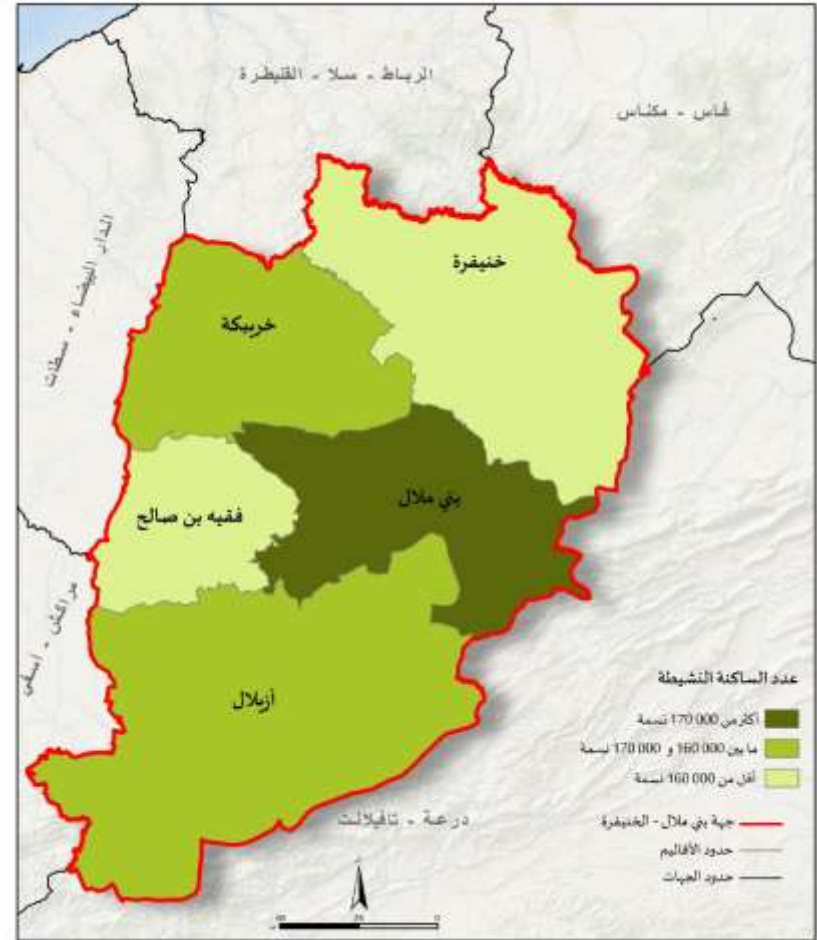 الرباط - سلا - القنيطرة
فاس - مكناس
الدار البيضاء - سطات
خنيفرة
خريبكة
بني ملال
فقيه بن صالح
مراكش - آسفي
أزيلال
درعة - تافيلالت
عدد الساكنة النشيطة
أكثر من 000 170 نسمة
ما بين 000 160 و 000 170 نسمة
أقل من 000 160 نسمة
جهة بني ملال - الخنيفرة
حدود الأقاليم
حدود الجهات
0